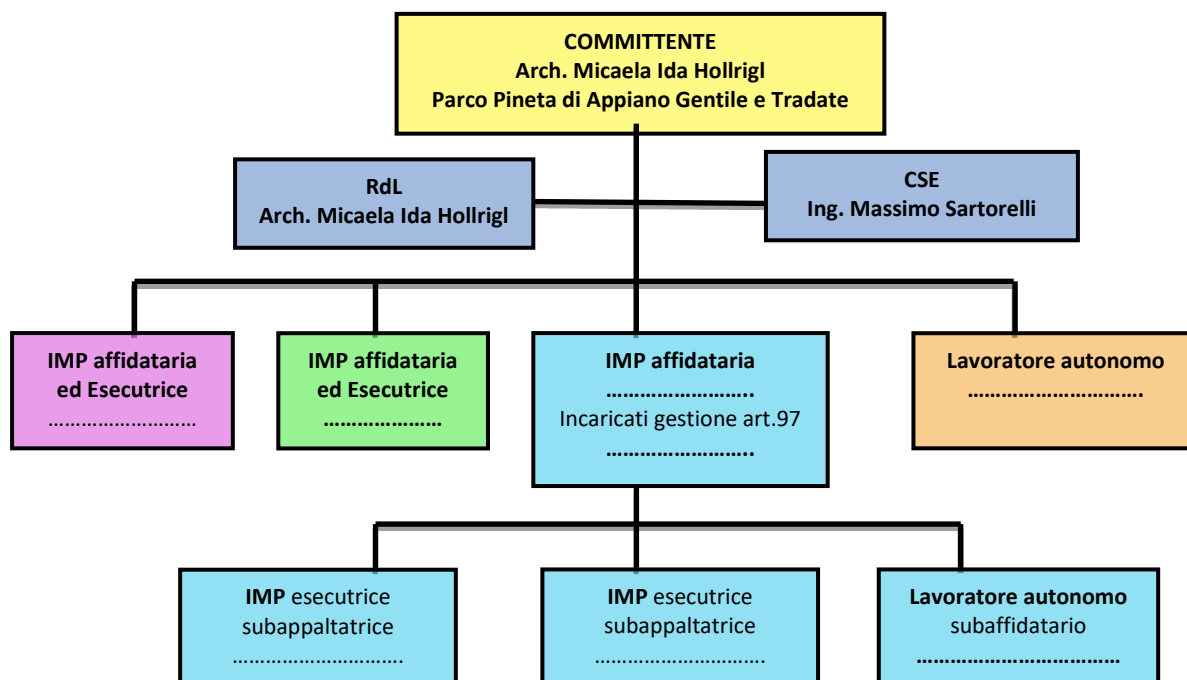 COMMITTENTE
Arch. Micaela Ida Hollrigl
Parco Pineta di Appiano Gentile e Tradate
RdL
Arch. Micaela Ida Hollrigl
CSE
Ing. Massimo Sartorelli
IMP affidataria
ed Esecutrice
………………………
IMP affidataria
ed Esecutrice
…………………
IMP affidataria
……………………..
Incaricati gestione art.97
……………………..
Lavoratore autonomo
………………………….
IMP esecutrice
subappaltatrice
………………………….
IMP esecutrice
subappaltatrice
………………………….
Lavoratore autonomo
subaffidatario
………………………………